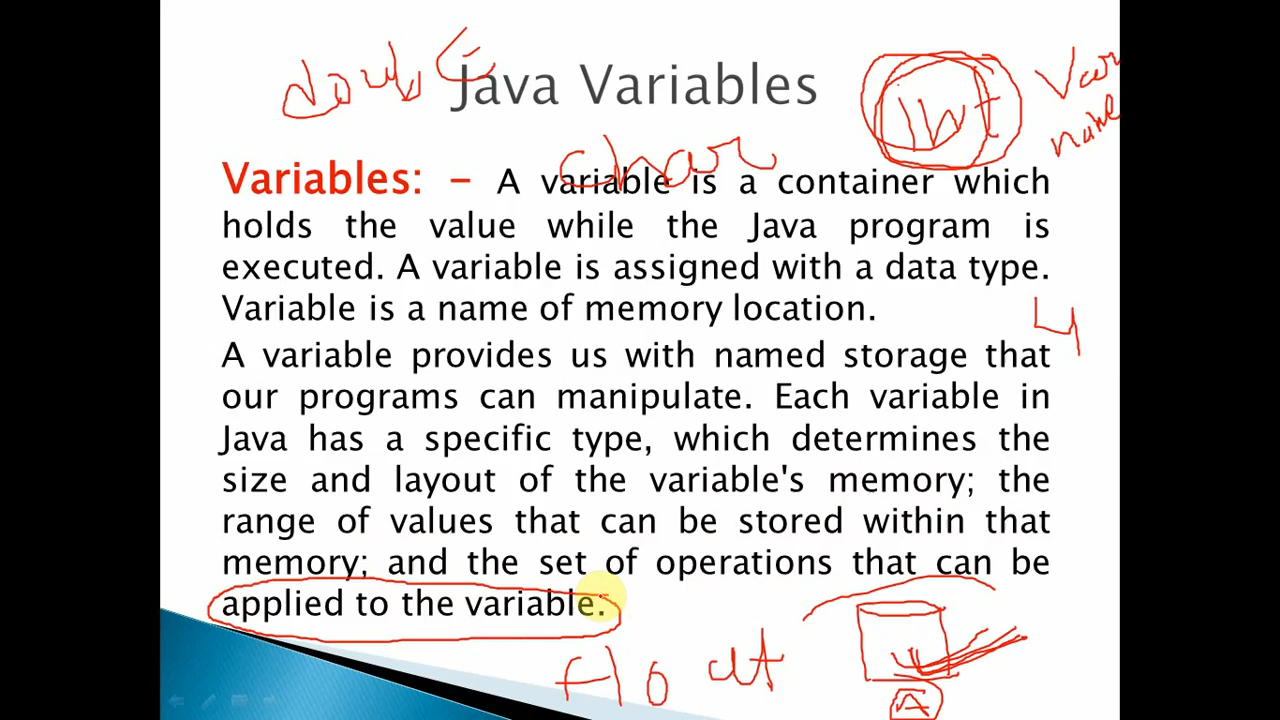 double
Java Variables
Int
Var
name
char
Variables: - A variable is a container which
holds the value while the Java program is
executed. A variable is assigned with a data type.
Variable is a name of memory location.
4
A variable provides us with named storage that
our programs can manipulate. Each variable in
Java has a specific type, which determines the
size and layout of the variable's memory; the
range of values that can be stored within that
memory; and the set of operations that can be
applied to the variable:
float
A